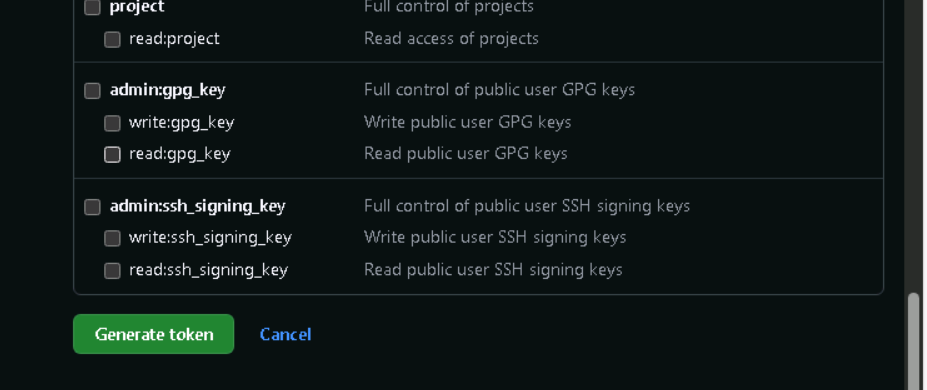 project Full control of projects
read:project Read access of projects
admin:gpg_key Full control of public user GPG keys
write:gpg_key Write public user GPG keys
read:gpg_key Read public user GPG keys
admin:ssh_signing_key Full control of public user SSH signing keys
write:ssh_signing_key Write public user SSH signing keys
read:ssh_signing_key Read public user SSH signing keys
Generate token Cancel